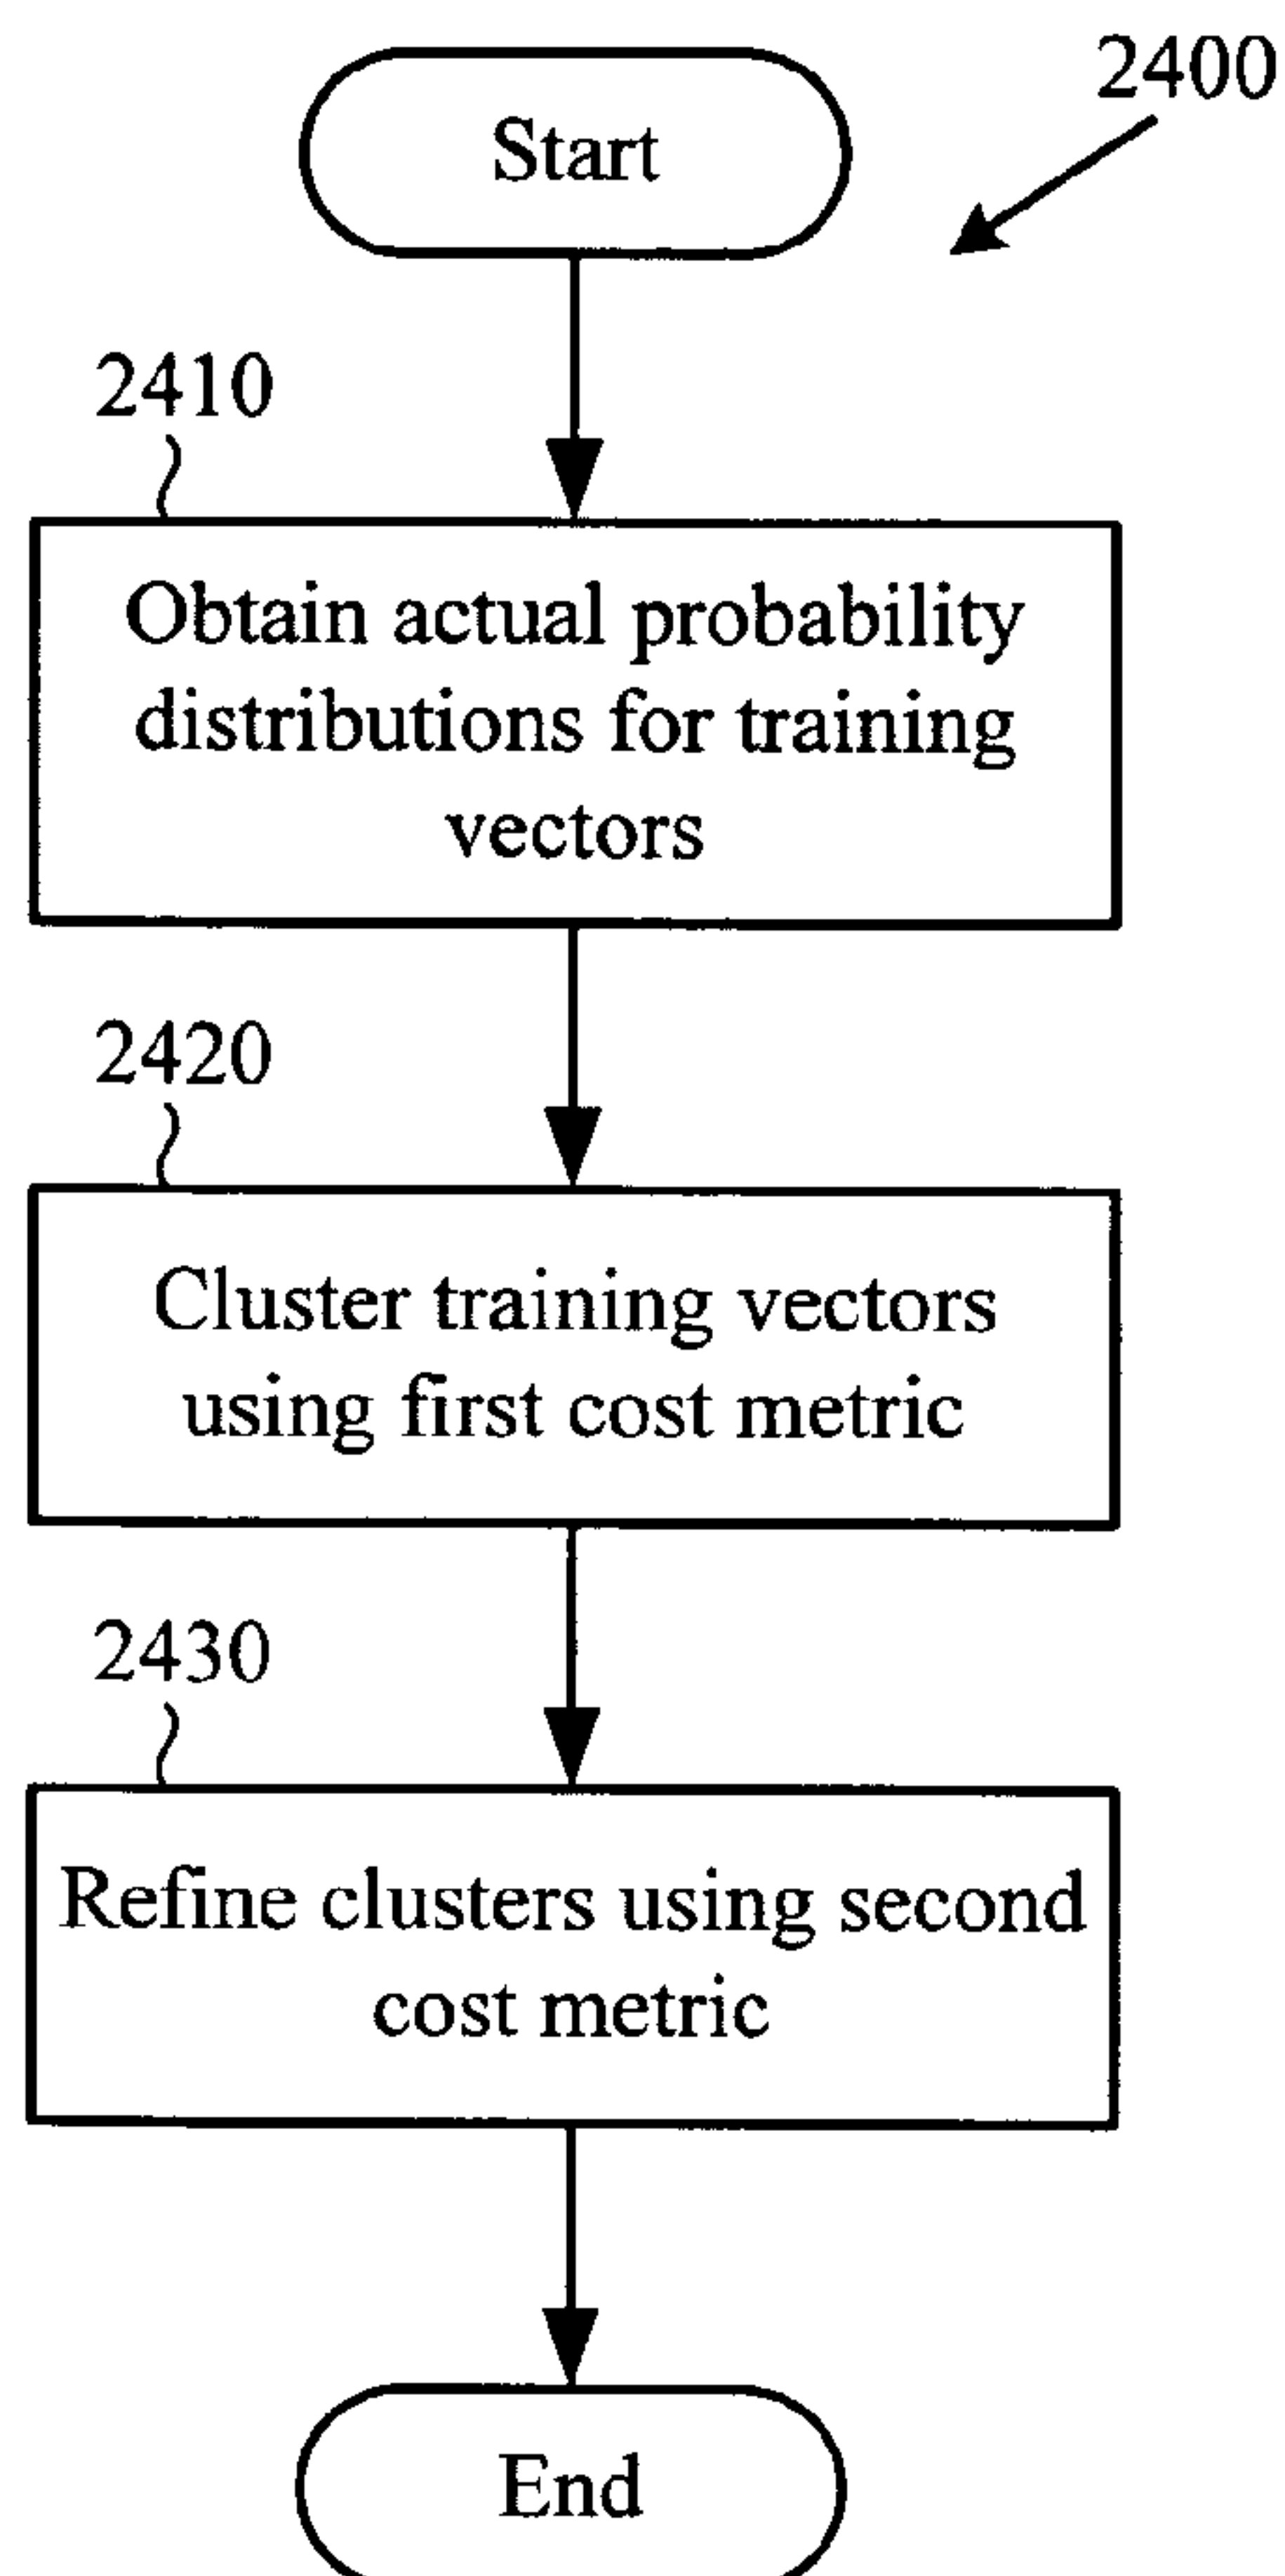 2400
Start
2410
Obtain actual probability
distributions for training
vectors
2420
Cluster training vectors
using first cost metric
2430
Refine clusters using second
cost metric
End